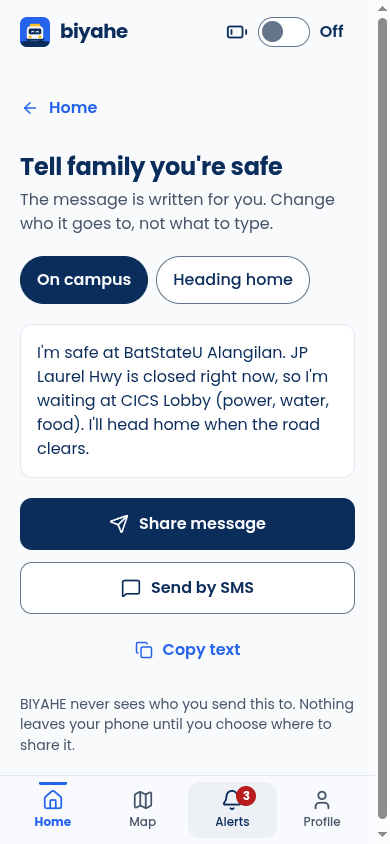 biyahe
Off
Home
Tell family you're safe
The message is written for you. Change
who it goes to, not what to type.
On campus
Heading home
I'm safe at BatStateU Alangilan. JP
Laurel Hwy is closed right now, so I'm
waiting at CICS Lobby (power, water,
food). I'll head home when the road
clears.
Share message
Send by SMS
Copy text
BIYAHE never sees who you send this to. Nothing
leaves your phone until you choose where to
share it.
3
Home
Map
Alerts
Profile